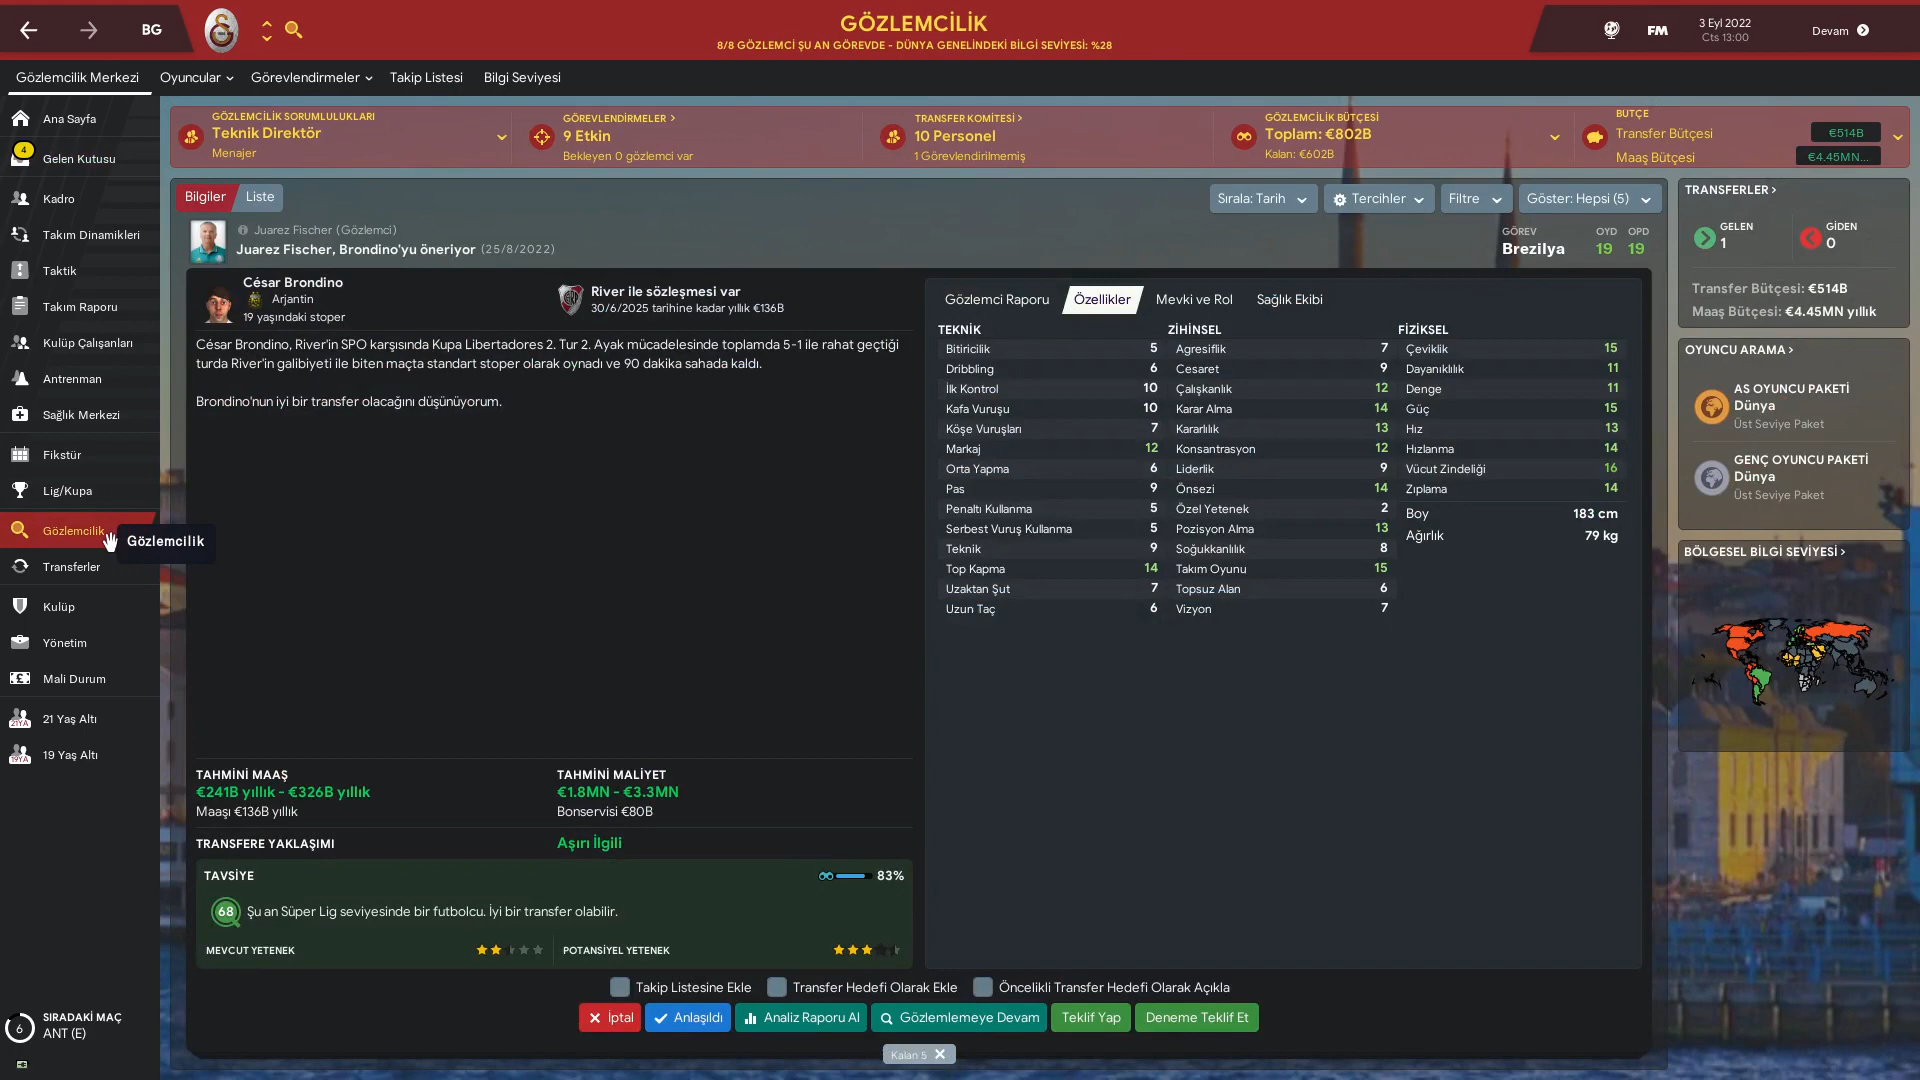 BG
GÖZLEMCİLİK
8/8 GÖZLEMCİ ŞU AN GÖREVDE - DÜNYA GENELİNDEKİ BİLGİ SEVİYESİ: %28
FM
3 Eyl 2022
Cts 13:00
Devam
Gözlemcilik Merkezi
Oyuncular
Görevlendirmeler
Takip Listesi
Bilgi Seviyesi
Ana Sayfa
4
Gelen Kutusu
Kadro
Takım Dinamikleri
Taktik
Takım Raporu
Kulüp Çalışanları
Antrenman
Sağlık Merkezi
Fikstür
Lig/Kupa
Gözlemcilik
Gözlemcilik
Transferler
Kulüp
Yönetim
Mali Durum
21YA
21 Yaş Altı
19YA
19 Yaş Altı
6
SIRADAKİ MAÇ
ANT (E)
GÖZLEMCİLİK SORUMLULUKLARI
Teknik Direktör
Menajer
GÖREVLENDİRMELER >
9 Etkin
Bekleyen 0 gözlemci var
TRANSFER KOMİTESİ >
10 Personel
1 Görevlendirilmemiş
GÖZLEMCİLİK BÜTÇESİ
Toplam: €802B
Kalan: €602B
BÜTÇE
Transfer Bütçesi €514B
Maaş Bütçesi €4.45MN...
Bilgiler
Liste
Sırala: Tarih
Tercihler
Filtre
Göster: Hepsi (5)
Juarez Fischer (Gözlemci)
Juarez Fischer, Brondino'yu öneriyor (25/8/2022)
GÖREV
Brezilya
OYD
19
OPD
19
César Brondino
Arjantin
19 yaşındaki stoper
River ile sözleşmesi var
30/6/2025 tarihine kadar yıllık €136B
César Brondino, River'in SPO karşısında Kupa Libertadores 2. Tur 2. Ayak mücadelesinde toplamda 5-1 ile rahat geçtiği
turda River'in galibiyeti ile biten maçta standart stoper olarak oynadı ve 90 dakika sahada kaldı.
Brondino'nun iyi bir transfer olacağını düşünüyorum.
TAHMİNİ MAAŞ
€241B yıllık - €326B yıllık
Maaşı €136B yıllık
TAHMİNİ MALİYET
€1.8MN - €3.3MN
Bonservisi €80B
TRANSFERE YAKLAŞIMI
Aşırı İlgili
TAVSİYE
83%
68
Şu an Süper Lig seviyesinde bir futbolcu. İyi bir transfer olabilir.
MEVCUT YETENEK
POTANSİYEL YETENEK
Gözlemci Raporu
Özellikler
Mevki ve Rol
Sağlık Ekibi
TEKNİK
Bitiricilik 5
Dribbling 6
İlk Kontrol 10
Kafa Vuruşu 10
Köşe Vuruşları 7
Markaj 12
Orta Yapma 6
Pas 9
Penaltı Kullanma 5
Serbest Vuruş Kullanma 5
Teknik 9
Top Kapma 14
Uzaktan Şut 7
Uzun Taç 6
ZİHİNSEL
Agresiflik 7
Cesaret 9
Çalışkanlık 12
Karar Alma 14
Kararlılık 13
Konsantrasyon 12
Liderlik 9
Önsezi 14
Özel Yetenek 2
Pozisyon Alma 13
Soğukkanlılık 8
Takım Oyunu 15
Topsuz Alan 6
Vizyon 7
FİZİKSEL
Çeviklik 15
Dayanıklılık 11
Denge 11
Güç 15
Hız 13
Hızlanma 14
Vücut Zindeliği 16
Zıplama 14
Boy 183 cm
Ağırlık 79 kg
Takip Listesine Ekle
Transfer Hedefi Olarak Ekle
Öncelikli Transfer Hedefi Olarak Açıkla
İptal
Anlaşıldı
Analiz Raporu Al
Gözlemlemeye Devam
Teklif Yap
Deneme Teklif Et
Kalan 5
TRANSFERLER >
GELEN
1
GİDEN
0
Transfer Bütçesi: €514B
Maaş Bütçesi: €4.45MN yıllık
OYUNCU ARAMA >
AS OYUNCU PAKETİ
Dünya
Üst Seviye Paket
GENÇ OYUNCU PAKETİ
Dünya
Üst Seviye Paket
BÖLGESEL BİLGİ SEVİYESİ >